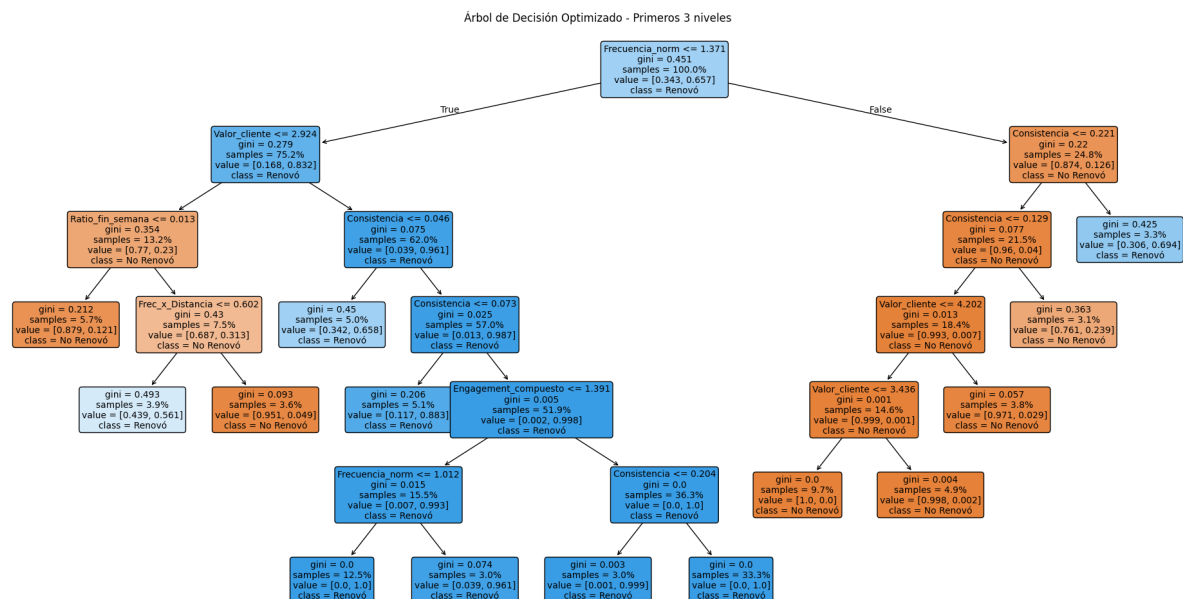 Árbol de Decisión Optimizado - Primeros 3 niveles
Frecuencia_norm <= 1.371
gini = 0.451
samples = 100.0%
value = [0.343, 0.657]
class = Renovó
True
False
Valor_cliente <= 2.924
gini = 0.279
samples = 75.2%
value = [0.168, 0.832]
class = Renovó
Consistencia <= 0.221
gini = 0.22
samples = 24.8%
value = [0.874, 0.126]
class = No Renovó
Ratio_fin_semana <= 0.013
gini = 0.354
samples = 13.2%
value = [0.77, 0.23]
class = No Renovó
Consistencia <= 0.046
gini = 0.075
samples = 62.0%
value = [0.039, 0.961]
class = Renovó
Consistencia <= 0.129
gini = 0.077
samples = 21.5%
value = [0.96, 0.04]
class = No Renovó
gini = 0.425
samples = 3.3%
value = [0.306, 0.694]
class = Renovó
gini = 0.212
samples = 5.7%
value = [0.879, 0.121]
class = No Renovó
Frec_x_Distancia <= 0.602
gini = 0.43
samples = 7.5%
value = [0.687, 0.313]
class = No Renovó
gini = 0.45
samples = 5.0%
value = [0.342, 0.658]
class = Renovó
Consistencia <= 0.073
gini = 0.025
samples = 57.0%
value = [0.013, 0.987]
class = Renovó
Valor_cliente <= 4.202
gini = 0.013
samples = 18.4%
value = [0.993, 0.007]
class = No Renovó
gini = 0.363
samples = 3.1%
value = [0.761, 0.239]
class = No Renovó
gini = 0.493
samples = 3.9%
value = [0.439, 0.561]
class = Renovó
gini = 0.093
samples = 3.6%
value = [0.951, 0.049]
class = No Renovó
gini = 0.206
samples = 5.1%
value = [0.117, 0.883]
class = Renovó
Engagement_compuesto <= 1.391
gini = 0.005
samples = 51.9%
value = [0.002, 0.998]
class = Renovó
Valor_cliente <= 3.436
gini = 0.001
samples = 14.6%
value = [0.999, 0.001]
class = No Renovó
gini = 0.057
samples = 3.8%
value = [0.971, 0.029]
class = No Renovó
Frecuencia_norm <= 1.012
gini = 0.015
samples = 15.5%
value = [0.007, 0.993]
class = Renovó
Consistencia <= 0.204
gini = 0.0
samples = 36.3%
value = [0.0, 1.0]
class = Renovó
gini = 0.0
samples = 9.7%
value = [1.0, 0.0]
class = No Renovó
gini = 0.004
samples = 4.9%
value = [0.998, 0.002]
class = No Renovó
gini = 0.0
samples = 12.5%
value = [0.0, 1.0]
class = Renovó
gini = 0.074
samples = 3.0%
value = [0.039, 0.961]
class = Renovó
gini = 0.003
samples = 3.0%
value = [0.001, 0.999]
class = Renovó
gini = 0.0
samples = 33.3%
value = [0.0, 1.0]
class = Renovó